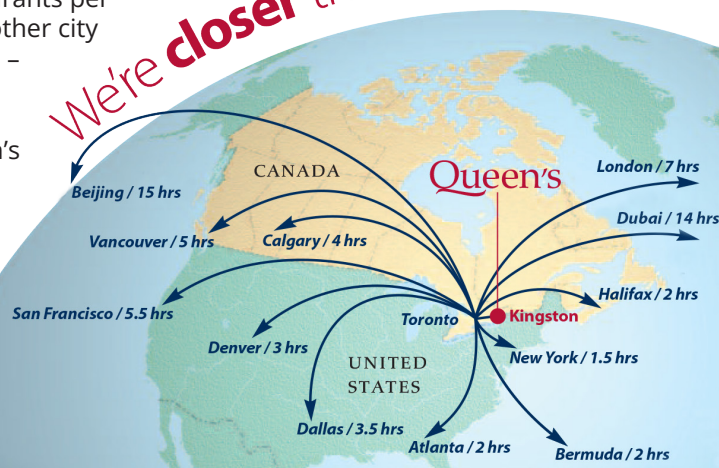 per
other city
–
We're closer
CANADA
Queen's
London / 7 hrs
Beijing / 15 hrs
Dubai / 14 hrs
Vancouver / 5 hrs
Calgary / 4 hrs
Halifax / 2 hrs
San Francisco / 5.5 hrs
Toronto
Kingston
Denver / 3 hrs
New York / 1.5 hrs
UNITED
STATES
Dallas / 3.5 hrs
Atlanta / 2 hrs
Bermuda / 2 hrs